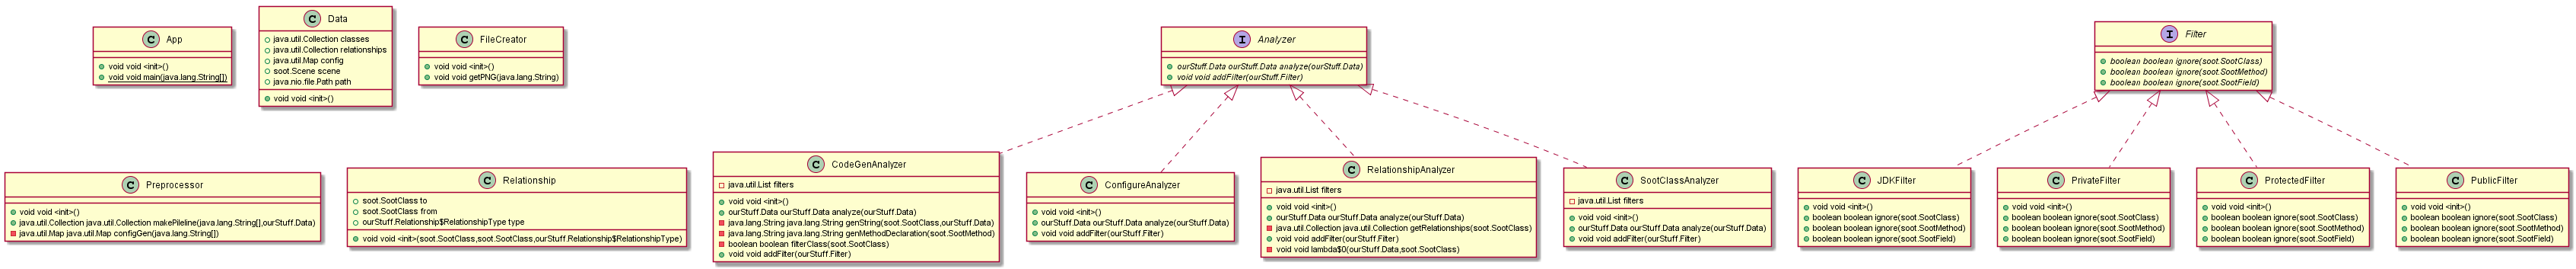 C App
void void <init>()
void void main(java.lang.String[])
C Data
java.util.Collection classes
java.util.Collection relationships
java.util.Map config
soot.Scene scene
java.nio.file.Path path
void void <init>()
C FileCreator
void void <init>()
void void getPNG(java.lang.String)
I Analyzer
ourStuff.Data ourStuff.Data analyze(ourStuff.Data)
void void addFilter(ourStuff.Filter)
I Filter
boolean boolean ignore(soot.SootClass)
boolean boolean ignore(soot.SootMethod)
boolean boolean ignore(soot.SootField)
C Preprocessor
void void <init>()
java.util.Collection java.util.Collection makePileline(java.lang.String[],ourStuff.Data)
java.util.Map java.util.Map configGen(java.lang.String[])
C Relationship
soot.SootClass to
soot.SootClass from
ourStuff.Relationship$RelationshipType type
void void <init>(soot.SootClass,soot.SootClass,ourStuff.Relationship$RelationshipType)
C CodeGenAnalyzer
java.util.List filters
void void <init>()
ourStuff.Data ourStuff.Data analyze(ourStuff.Data)
java.lang.String java.lang.String genString(soot.SootClass,ourStuff.Data)
java.lang.String java.lang.String genMethodDeclaration(soot.SootMethod)
boolean boolean filterClass(soot.SootClass)
void void addFilter(ourStuff.Filter)
C ConfigureAnalyzer
void void <init>()
ourStuff.Data ourStuff.Data analyze(ourStuff.Data)
void void addFilter(ourStuff.Filter)
C RelationshipAnalyzer
java.util.List filters
void void <init>()
ourStuff.Data ourStuff.Data analyze(ourStuff.Data)
java.util.Collection java.util.Collection getRelationships(soot.SootClass)
void void addFilter(ourStuff.Filter)
void void lambda$0(ourStuff.Data,soot.SootClass)
C SootClassAnalyzer
java.util.List filters
void void <init>()
ourStuff.Data ourStuff.Data analyze(ourStuff.Data)
void void addFilter(ourStuff.Filter)
C JDKFilter
void void <init>()
boolean boolean ignore(soot.SootClass)
boolean boolean ignore(soot.SootMethod)
boolean boolean ignore(soot.SootField)
C PrivateFilter
void void <init>()
boolean boolean ignore(soot.SootClass)
boolean boolean ignore(soot.SootMethod)
boolean boolean ignore(soot.SootField)
C ProtectedFilter
void void <init>()
boolean boolean ignore(soot.SootClass)
boolean boolean ignore(soot.SootMethod)
boolean boolean ignore(soot.SootField)
C PublicFilter
void void <init>()
boolean boolean ignore(soot.SootClass)
boolean boolean ignore(soot.SootMethod)
boolean boolean ignore(soot.SootField)